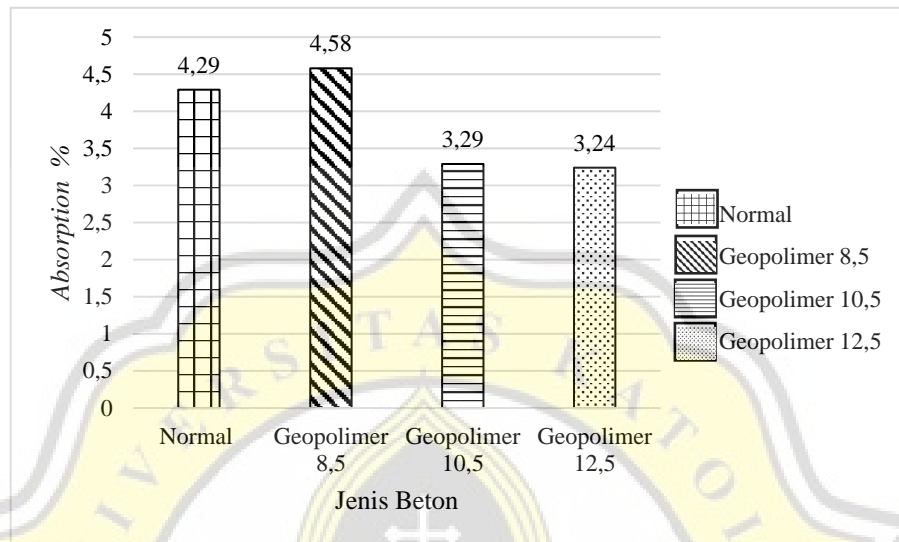 5
4,5
4
3,5
3
2,5
2
1,5
1
0,5
0
Absorption %
4,29
4,58
3,29
3,24
Normal
Geopolimer
8,5
Geopolimer
10,5
Geopolimer
12,5
Jenis Beton
Normal
Geopolimer 8,5
Geopolimer 10,5
Geopolimer 12,5
IVERSITAS KATOLI